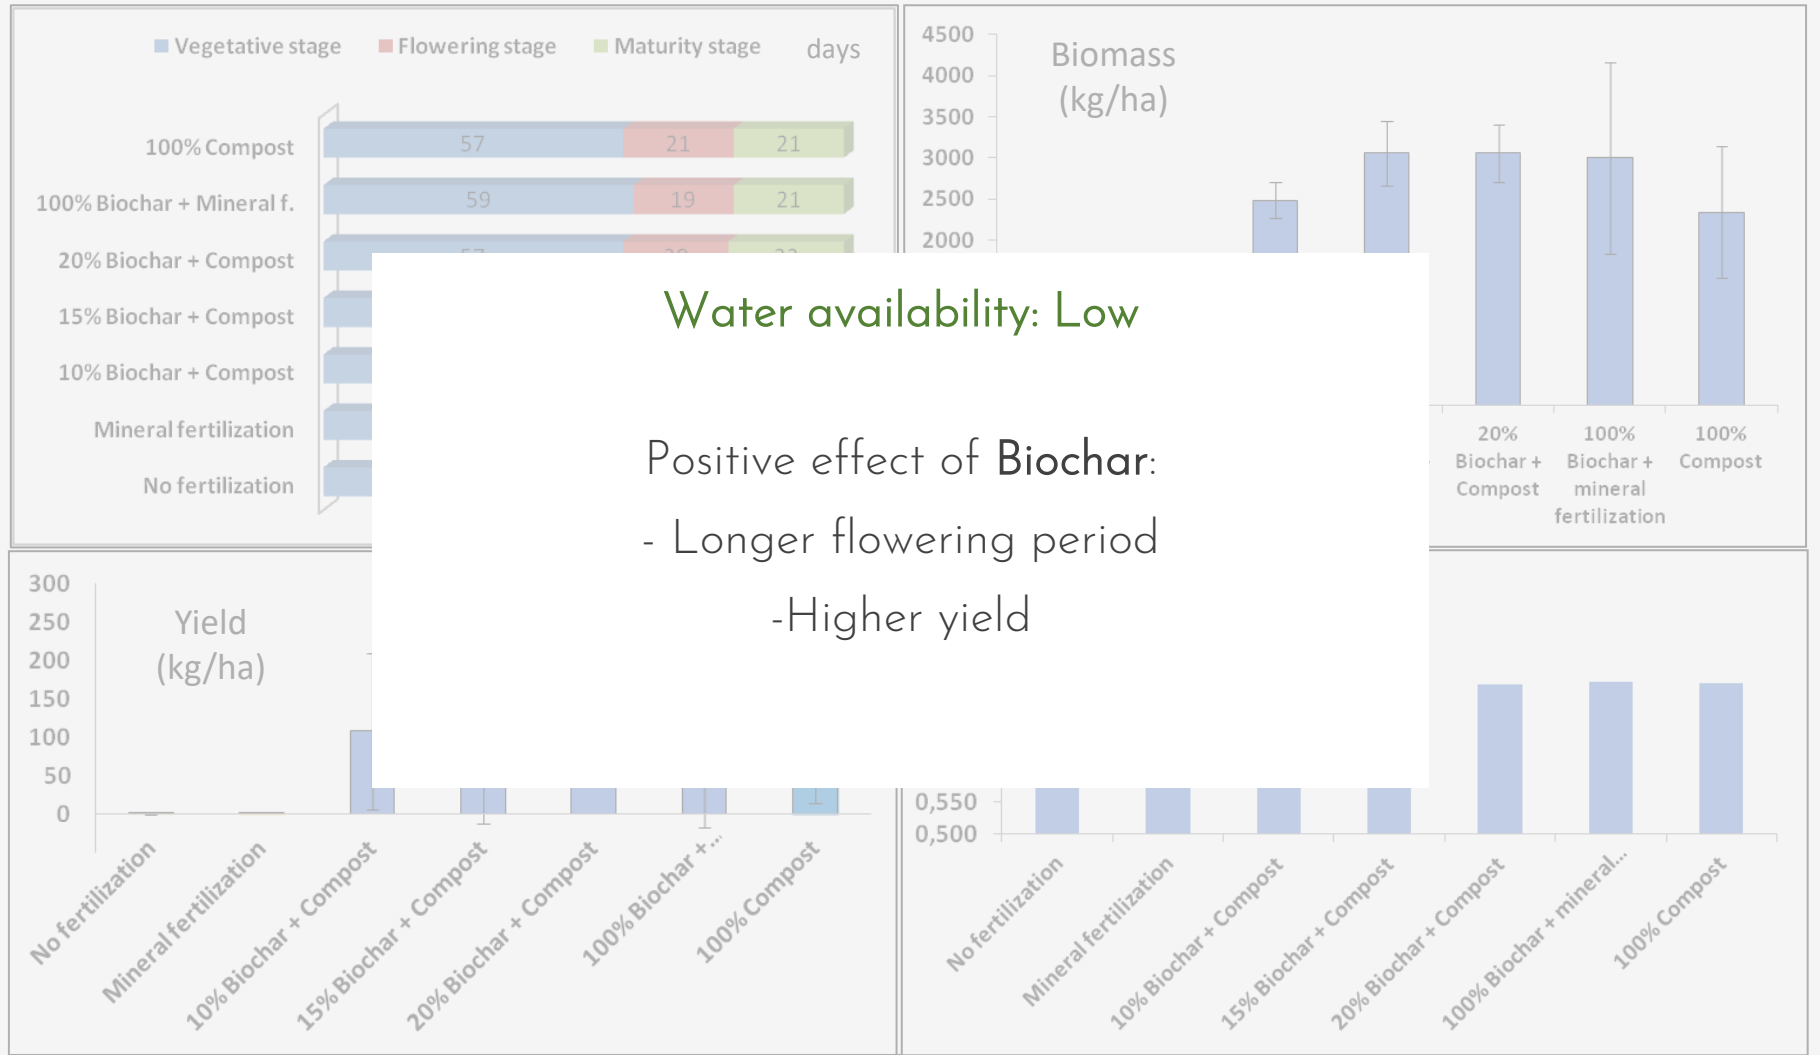 Vegetative stage Flowering stage Maturity stage days
100% Compost 57 21 21
100% Biochar + Mineral f. 59 19 21
20% Biochar + Compost
15% Biochar + Compost
10% Biochar + Compost
Mineral fertilization
No fertilization
Biomass
(kg/ha)
4500
4000
3500
3000
2500
2000
20%
Biochar +
Compost
100%
Biochar +
mineral
fertilization
100%
Compost
Water availability: Low
Positive effect of Biochar:
- Longer flowering period
-Higher yield
Yield
(kg/ha)
300
250
200
150
100
50
0
No fertilization
Mineral fertilization
10% Biochar + Compost
15% Biochar + Compost
20% Biochar + Compost
100% Biochar +...
100% Compost
0,550
0,500
No fertilization
Mineral fertilization
10% Biochar + Compost
15% Biochar + Compost
20% Biochar + Compost
100% Biochar + mineral...
100% Compost